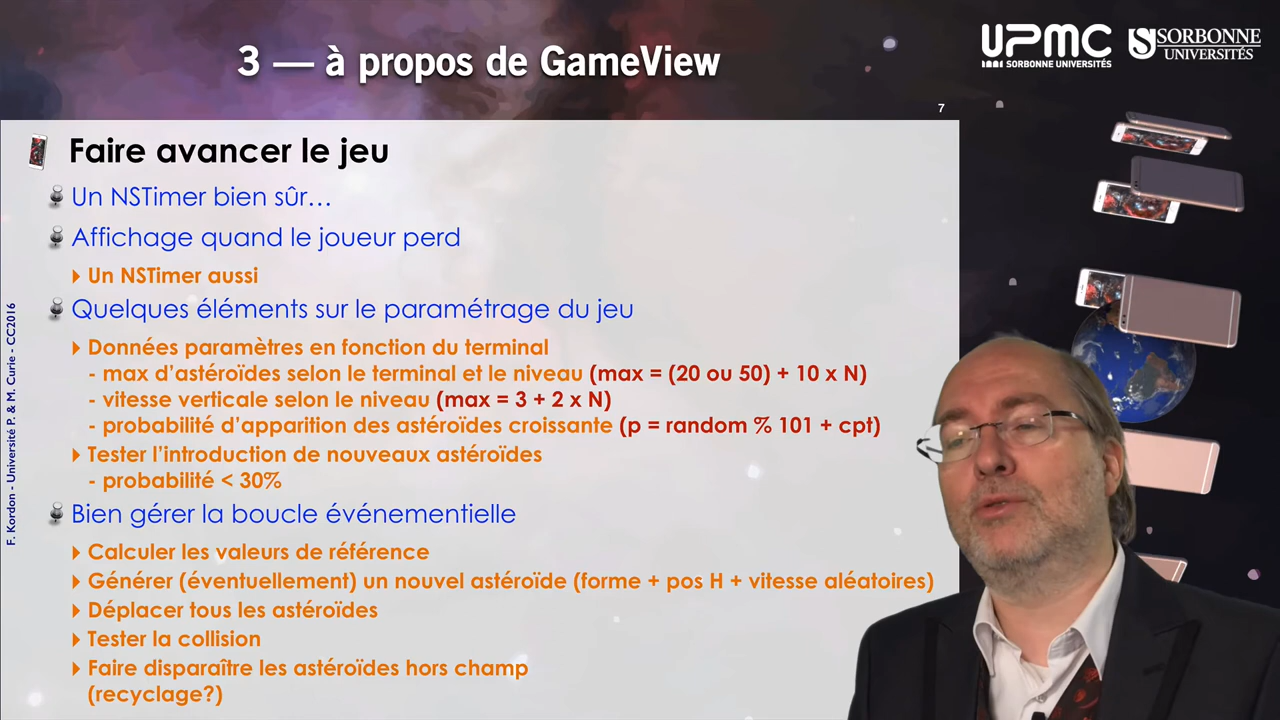 3 — à propos de GameView
UPMC
SORBONNE UNIVERSITÉS
SORBONNE
UNIVERSITÉS
7
Faire avancer le jeu
Un NSTimer bien sûr…
Affichage quand le joueur perd
Un NSTimer aussi
Quelques éléments sur le paramétrage du jeu
Données paramètres en fonction du terminal
- max d’astéroïdes selon le terminal et le niveau (max = (20 ou 50) + 10 x N)
- vitesse verticale selon le niveau (max = 3 + 2 x N)
- probabilité d’apparition des astéroïdes croissante (p = random % 101 + cpt)
Tester l’introduction de nouveaux astéroïdes
- probabilité < 30%
Bien gérer la boucle événementielle
Calculer les valeurs de référence
Générer (éventuellement) un nouvel astéroïde (forme + pos H + vitesse aléatoires)
Déplacer tous les astéroïdes
Tester la collision
Faire disparaître les astéroïdes hors champ
(recyclage?)
F. Kordon - Université P. & M. Curie - CC2016